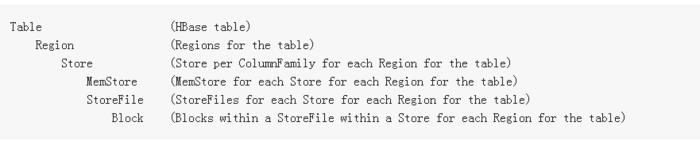 Table (HBase table)
Region (Regions for the table)
Store (Store per ColumnFamily for each Region for the table)
MemStore (MemStore for each Store for each Region for the table)
StoreFile (StoreFiles for each Store for each Region for the table)
Block (Blocks within a StoreFile within a Store for each Region for the table)